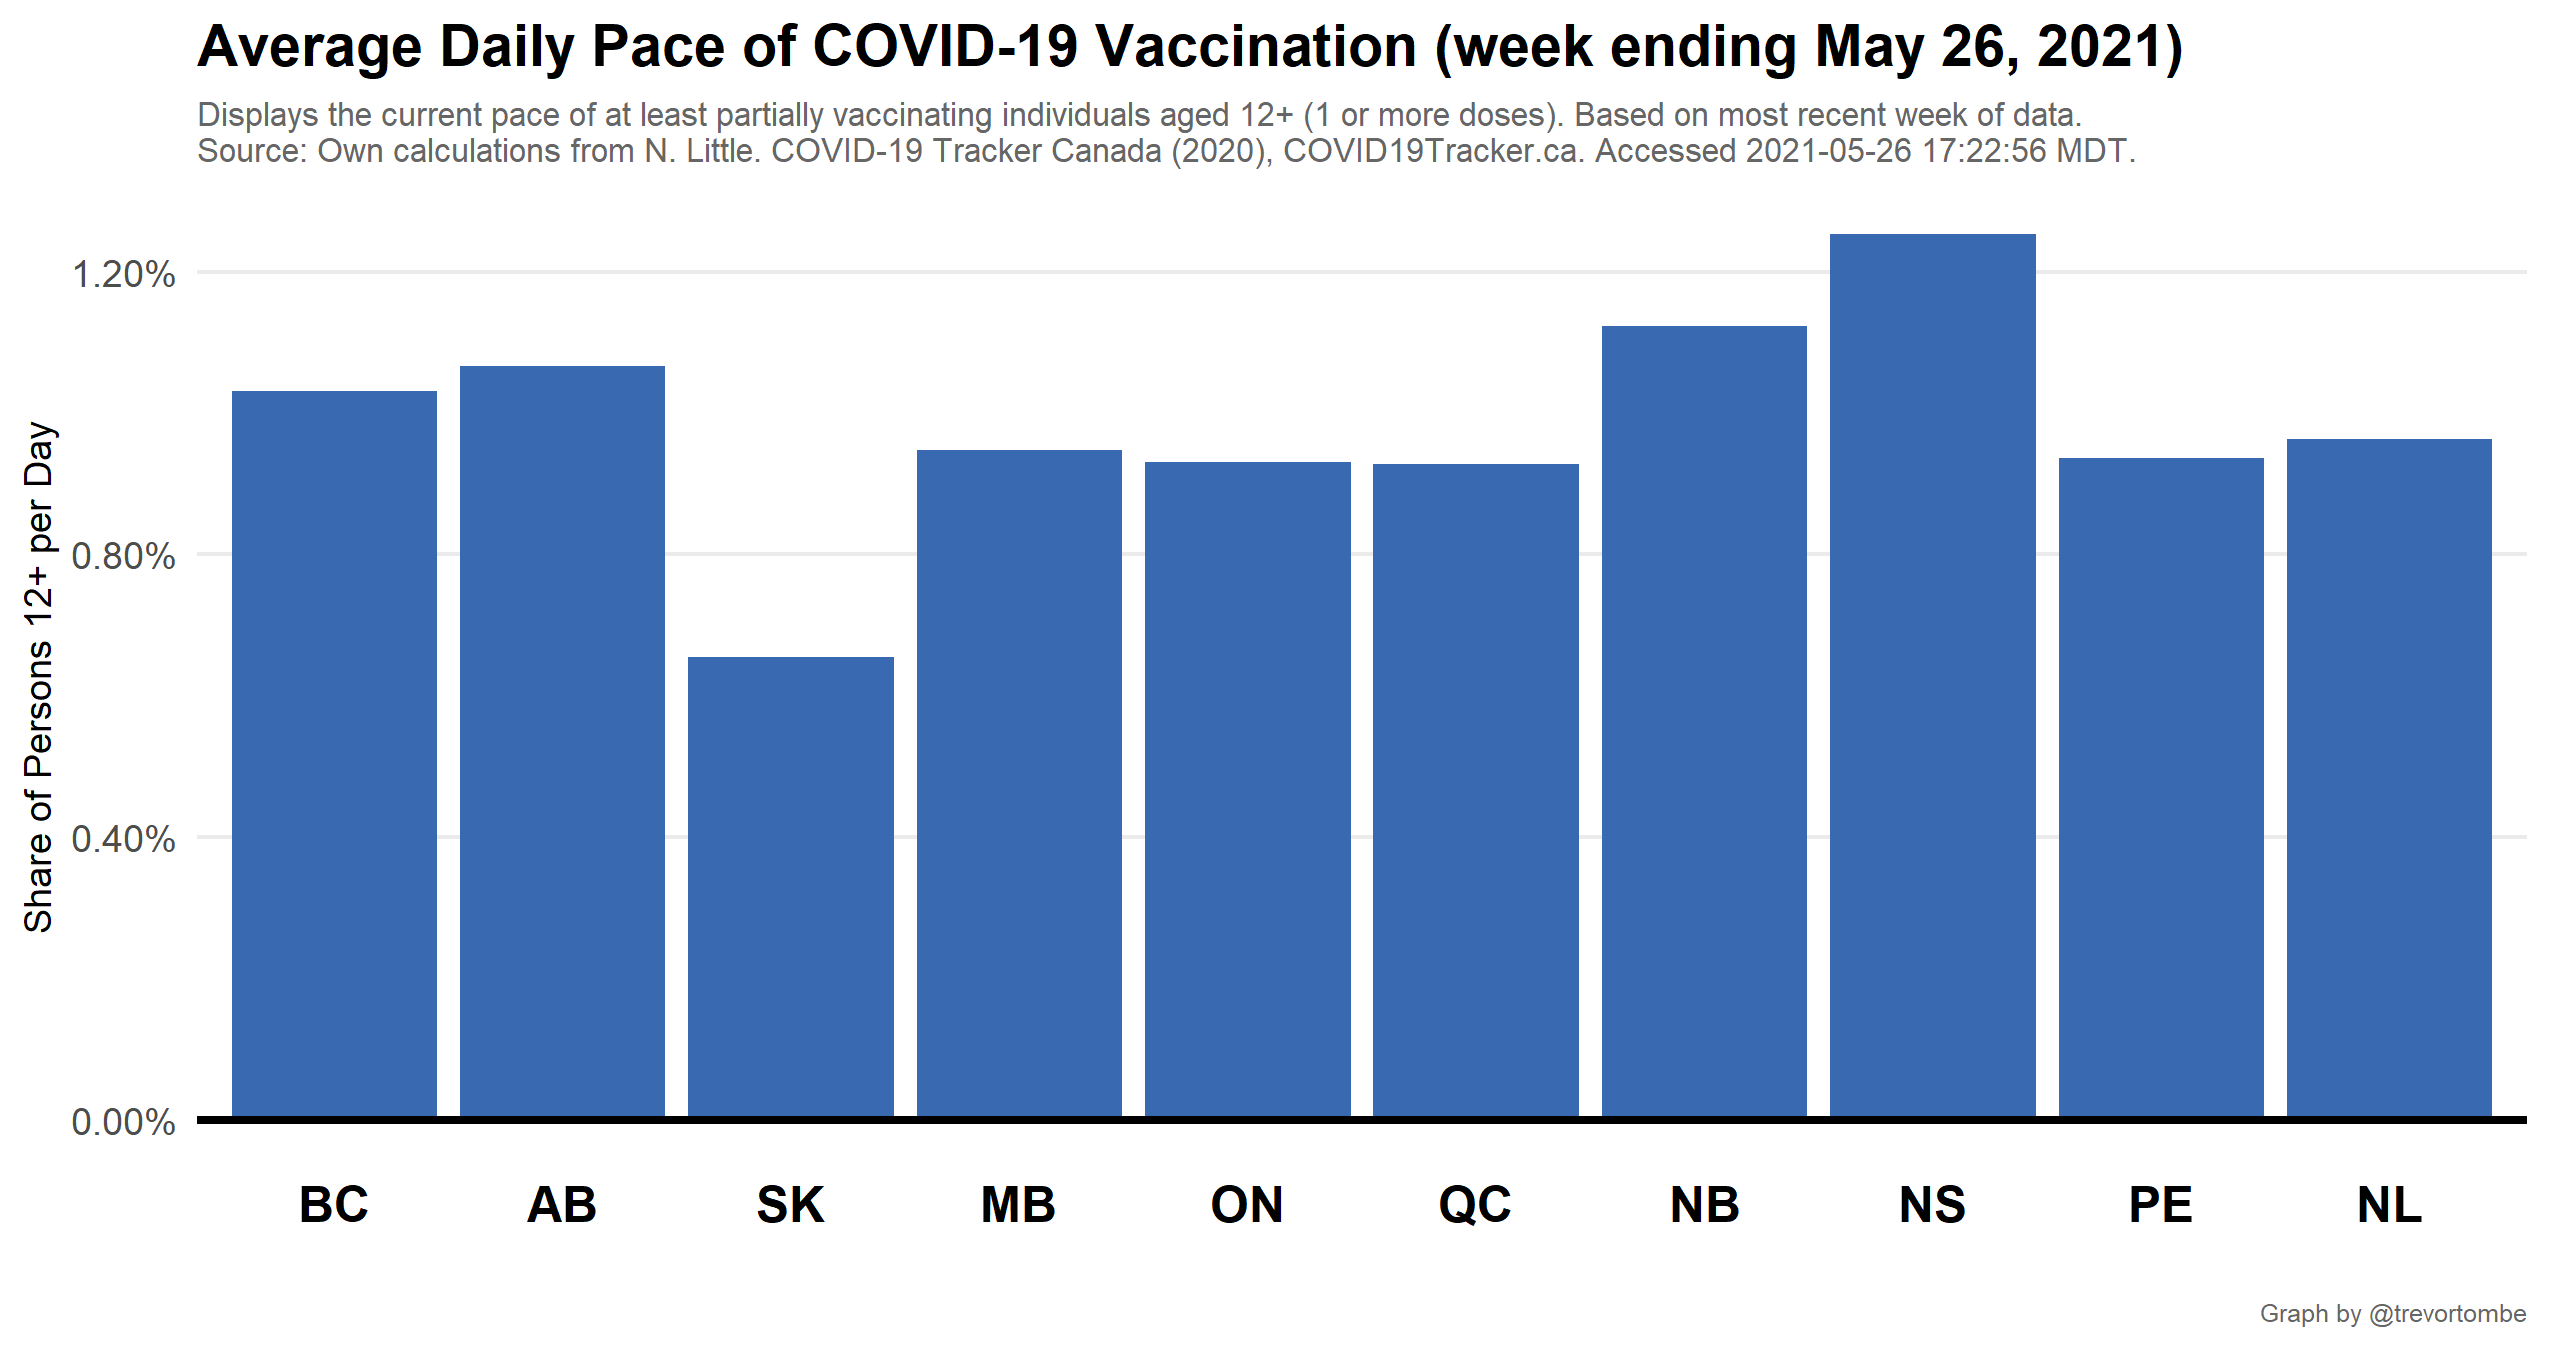 Average Daily Pace of COVID-19 Vaccination (week ending May 26, 2021)
Displays the current pace of at least partially vaccinating individuals aged 12+ (1 or more doses). Based on most recent week of data.
Source: Own calculations from N. Little. COVID-19 Tracker Canada (2020), COVID19Tracker.ca. Accessed 2021-05-26 17:22:56 MDT.
Share of Persons 12+ per Day
1.20%
0.80%
0.40%
0.00%
BC AB SK MB ON QC NB NS PE NL
Graph by @trevortombe